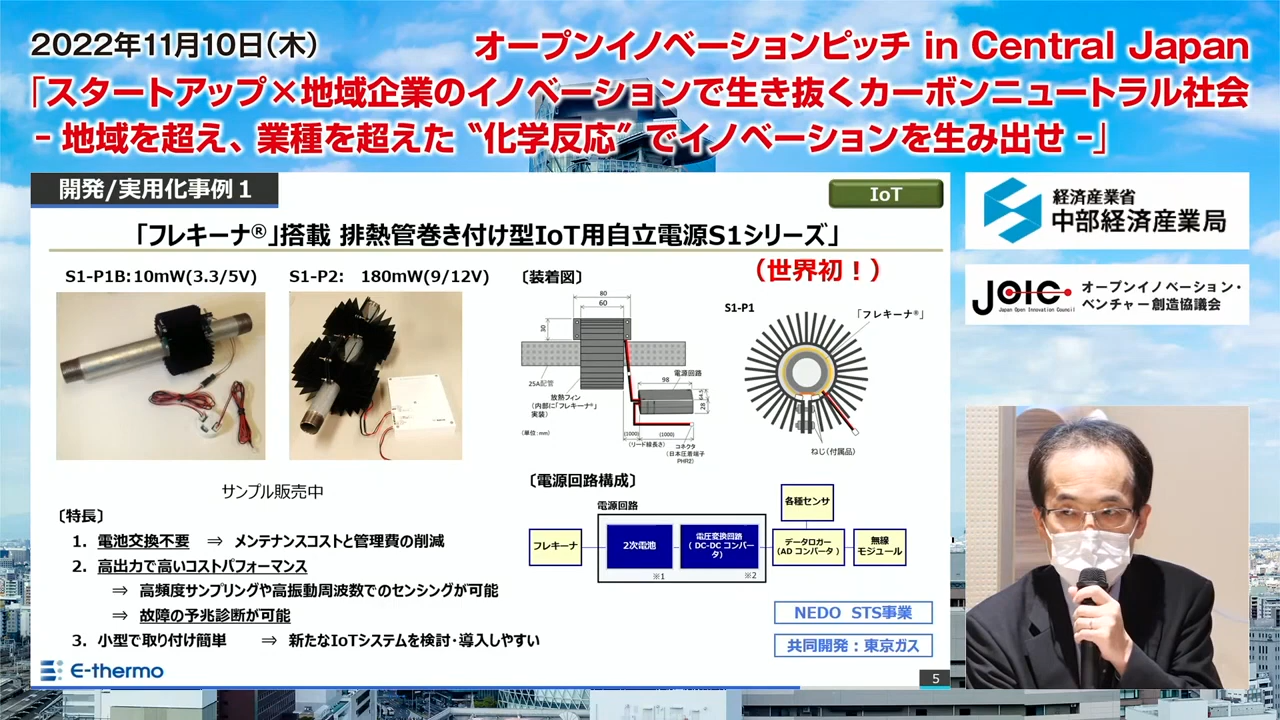 2022年11月10日(木)
オープンイノベーションピッチ in Central Japan
「スタートアップ×地域企業のイノベーションで生き抜くカーボンニュートラル社会
－地域を超え、業種を超えた〝化学反応〟でイノベーションを生み出せ－」
開発/実用化事例１
IoT
「フレキーナ®」搭載 排熱管巻き付け型IoT用自立電源S1シリーズ」
S1-P1B:10mW(3.3/5V)
S1-P2: 180mW(9/12V)
〔装着図〕
（世界初！）
80
60
30
25A配管
放熱フィン
(内部に「フレキーナ®」
実装)
(単位:mm)
電源回路
98
64.5
28
(1000)
(1000)
(リード線長さ)
コネクタ
(日本圧着端子
PHR2)
S1-P1
「フレキーナ®」
ねじ(付属品)
サンプル販売中
〔特長〕
1. 電池交換不要 ⇒ メンテナンスコストと管理費の削減
2. 高出力で高いコストパフォーマンス
⇒ 高頻度サンプリングや高振動周波数でのセンシングが可能
⇒ 故障の予兆診断が可能
3. 小型で取り付け簡単 ⇒ 新たなIoTシステムを検討・導入しやすい
〔電源回路構成〕
電源回路
フレキーナ
2次電池
※1
電圧変換回路
( DC-DC コンバー
タ)
※2
各種センサ
データロガー
(AD コンバータ )
無線
モジュール
NEDO STS事業
共同開発：東京ガス
E-thermo
5
経済産業省
中部経済産業局
JOIC
Japan Open Innovation Council
オープンイノベーション・
ベンチャー創造協議会